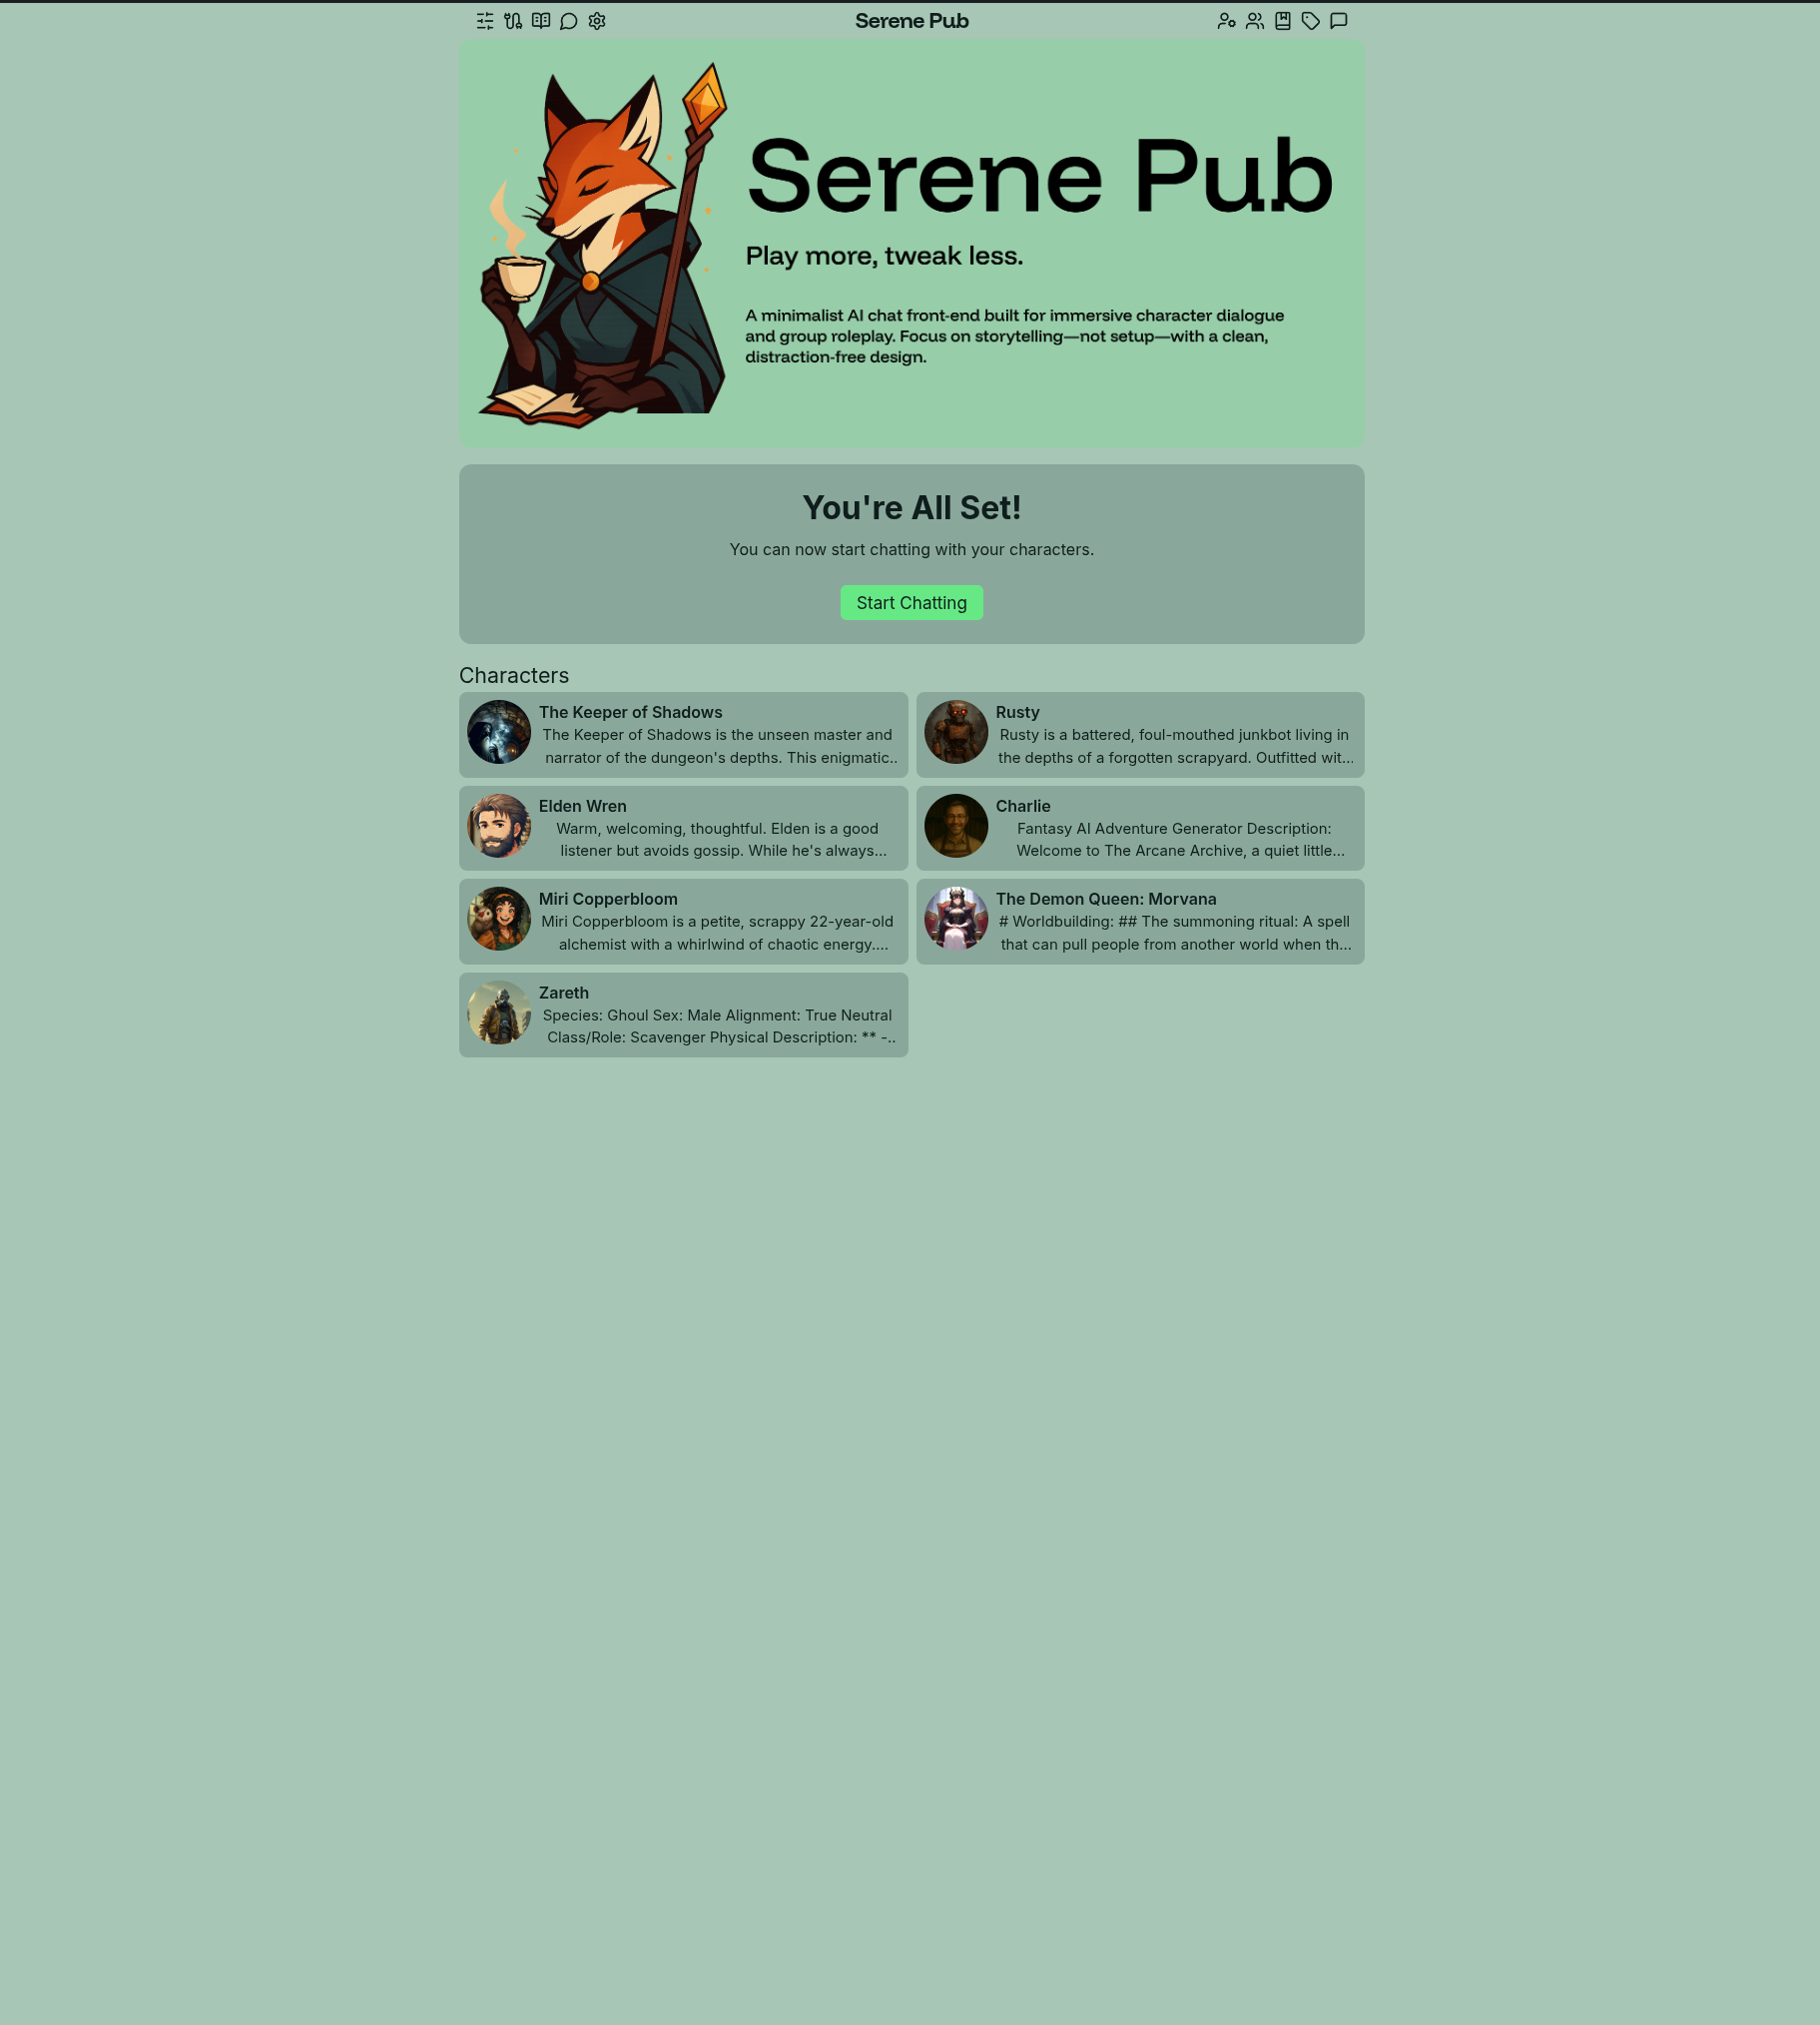 Serene Pub
Serene Pub
Play more, tweak less.
A minimalist AI chat front-end built for immersive character dialogue
and group roleplay. Focus on storytelling—not setup—with a clean,
distraction-free design.
You're All Set!
You can now start chatting with your characters.
Start Chatting
Characters
The Keeper of Shadows
The Keeper of Shadows is the unseen master and
narrator of the dungeon's depths. This enigmatic..
Rusty
Rusty is a battered, foul-mouthed junkbot living in
the depths of a forgotten scrapyard. Outfitted wit...
Elden Wren
Warm, welcoming, thoughtful. Elden is a good
listener but avoids gossip. While he's always...
Charlie
Fantasy AI Adventure Generator Description:
Welcome to The Arcane Archive, a quiet little...
Miri Copperbloom
Miri Copperbloom is a petite, scrappy 22-year-old
alchemist with a whirlwind of chaotic energy....
The Demon Queen: Morvana
# Worldbuilding: ## The summoning ritual: A spell
that can pull people from another world when th...
Zareth
Species: Ghoul Sex: Male Alignment: True Neutral
Class/Role: Scavenger Physical Description: ** -..